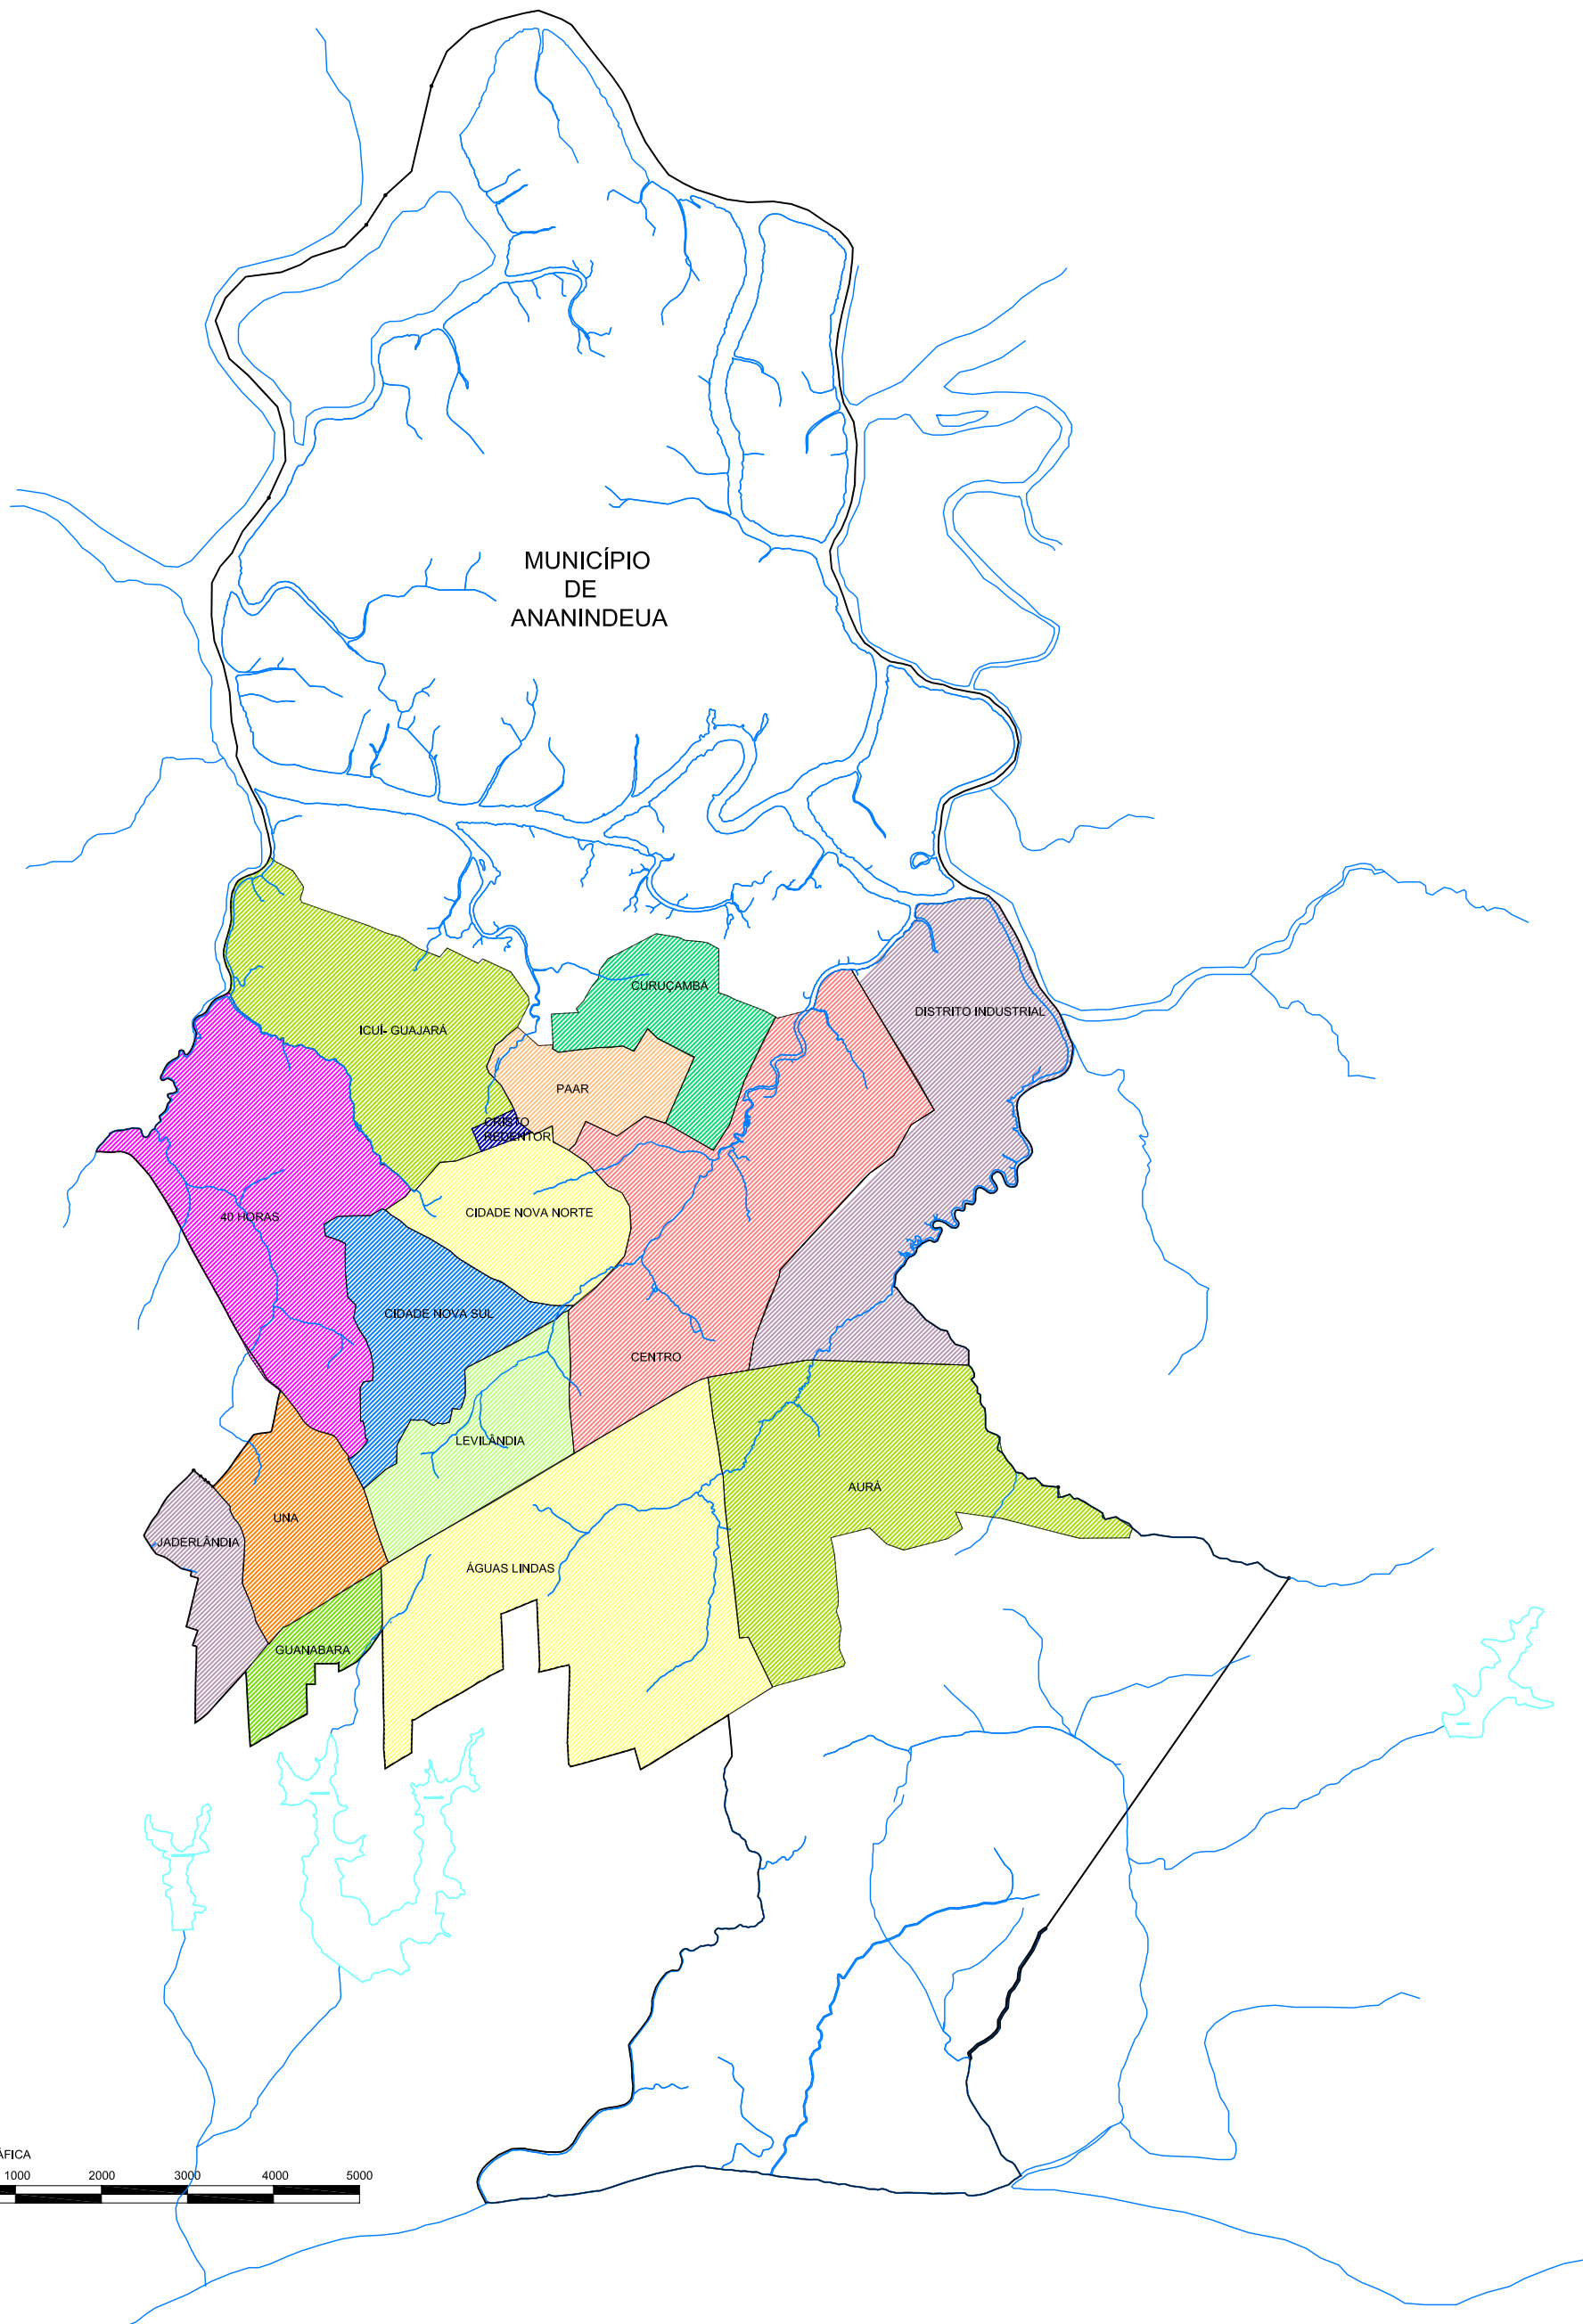 MUNICÍPIO
DE
ANANINDEUA
CURUÇAMBÁ
DISTRITO INDUSTRIAL
ICUÍ- GUAJARÁ
PAAR
CRISTO
REDENTOR
40 HORAS
CIDADE NOVA NORTE
CIDADE NOVA SUL
CENTRO
LEVILÂNDIA
AURÁ
UNA
JADERLÂNDIA
ÁGUAS LINDAS
GUANABARA
ÁFICA
1000 2000 3000 4000 5000